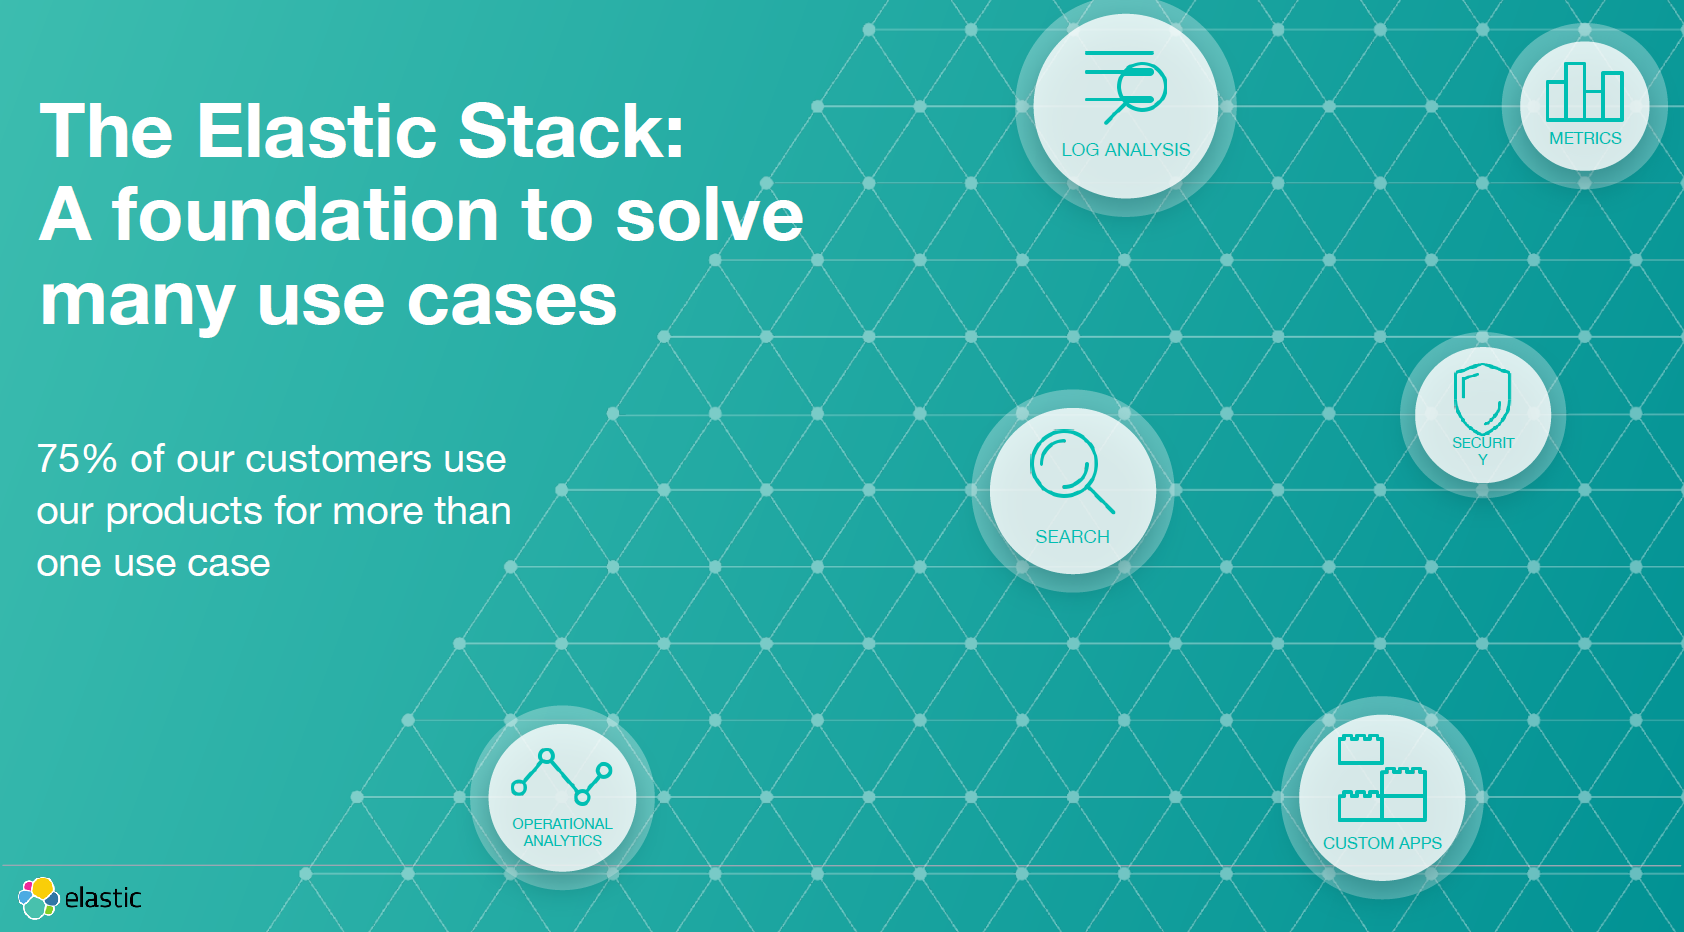 The Elastic Stack:
A foundation to solve
many use cases
75% of our customers use
our products for more than
one use case
LOG ANALYSIS
METRICS
SECURIT
Y
SEARCH
OPERATIONAL
ANALYTICS
CUSTOM APPS
elastic